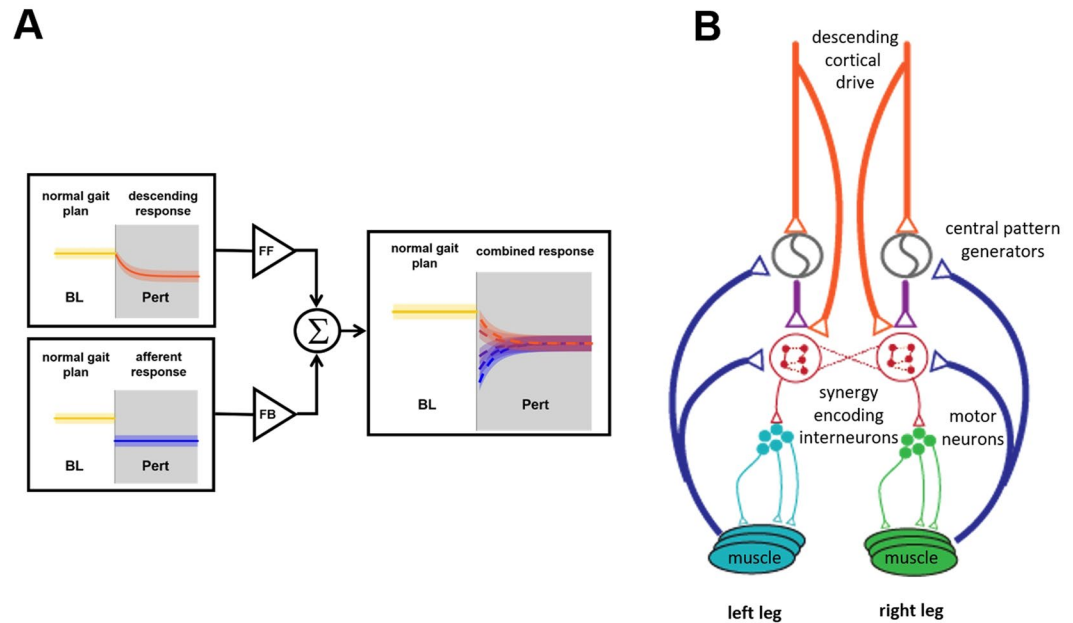 A
normal gait
plan
descending
response
BL
Pert
FF
normal gait
plan
afferent
response
BL
Pert
FB
Σ
normal gait
plan
combined response
BL
Pert
B
descending
cortical
drive
central pattern
generators
synergy
encoding
interneurons
motor
neurons
muscle
muscle
left leg
right leg